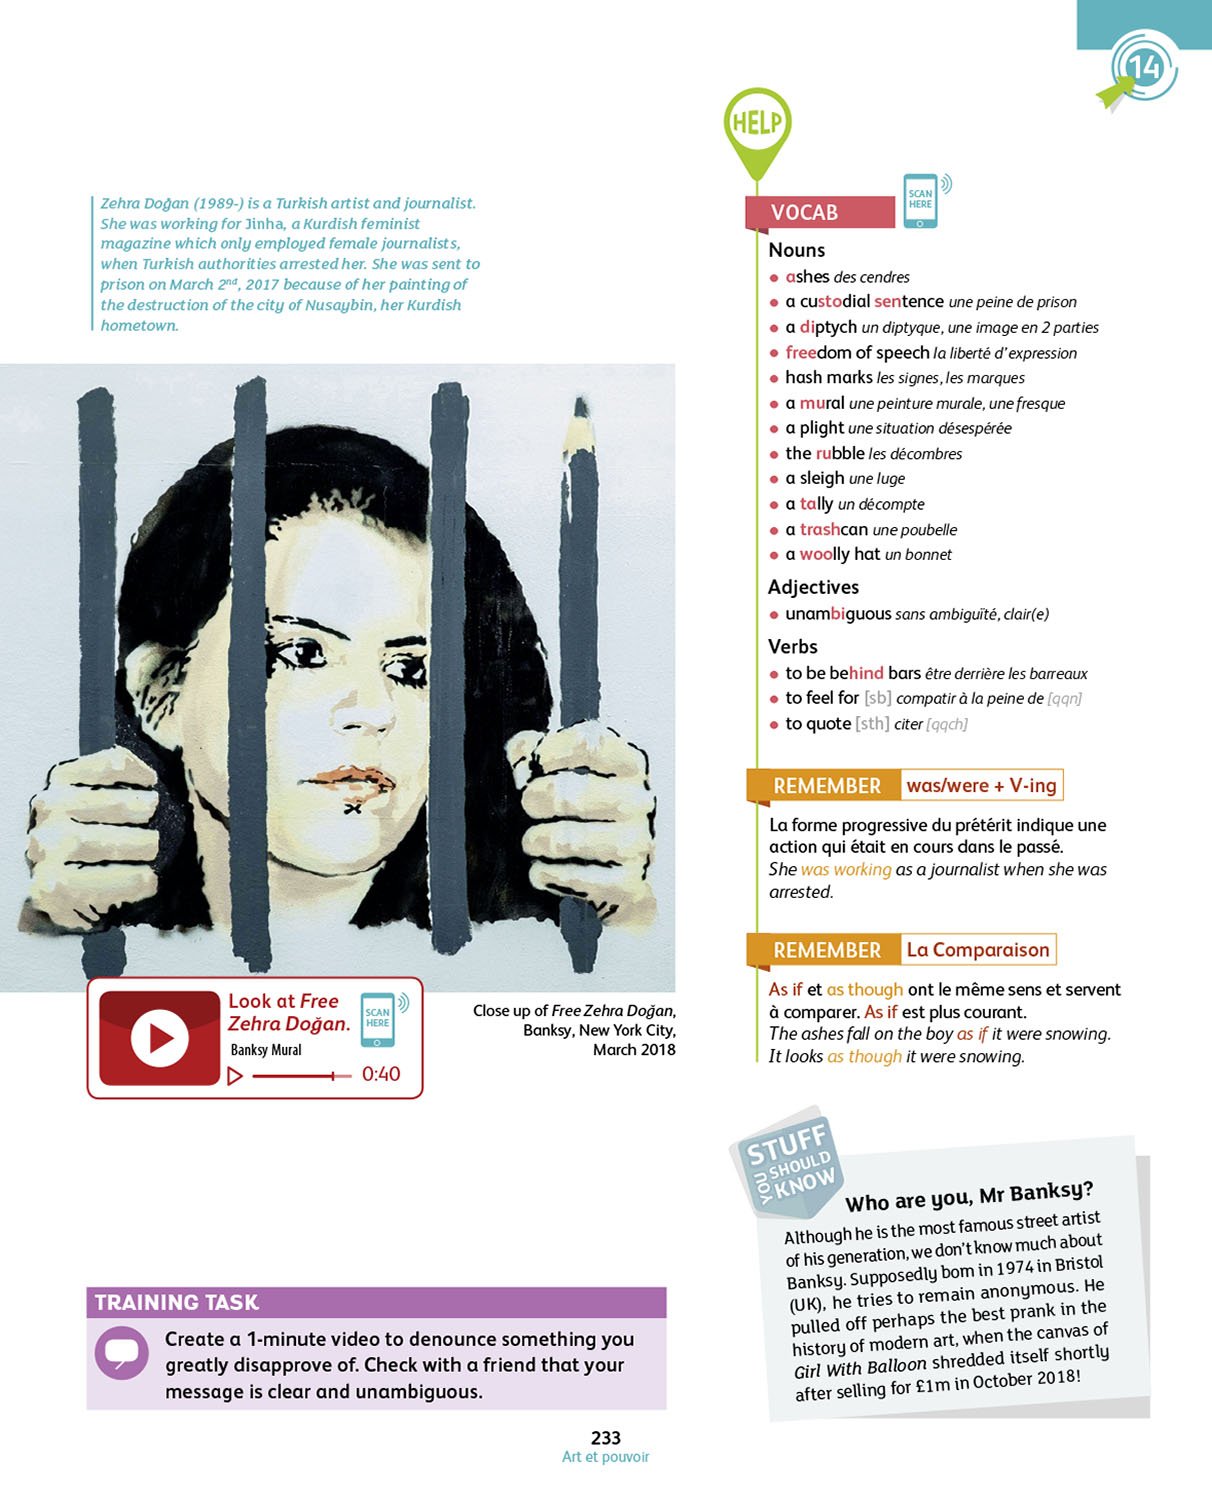 14
Zehra Doğan (1989-) is a Turkish artist and journalist.
She was working for Jinha, a Kurdish feminist
magazine which only employed female journalists,
when Turkish authorities arrested her. She was sent to
prison on March 2nd, 2017 because of her painting of
the destruction of the city of Nusaybin, her Kurdish
hometown.
Look at Free
Zehra Doğan.
Banksy Mural
SCAN
HERE
0:40
Close up of Free Zehra Doğan,
Banksy, New York City,
March 2018
TRAINING TASK
Create a 1-minute video to denounce something you
greatly disapprove of. Check with a friend that your
message is clear and unambiguous.
HELP
VOCAB
SCAN
HERE
Nouns
• ashes des cendres
• a custodial sentence une peine de prison
• a diptych un diptyque, une image en 2 parties
• freedom of speech la liberté d'expression
• hash marks les signes, les marques
• a mural une peinture murale, une fresque
• a plight une situation désespérée
• the rubble les décombres
• a sleigh une luge
• a tally un décompte
• a trashcan une poubelle
• a woolly hat un bonnet
Adjectives
• unambiguous sans ambiguïté, clair(e)
Verbs
• to be behind bars être derrière les barreaux
• to feel for [sb] compatir à la peine de [qqn]
• to quote [sth] citer [qqch]
REMEMBER was/were + V-ing
La forme progressive du prétérit indique une
action qui était en cours dans le passé.
She was working as a journalist when she was
arrested.
REMEMBER La Comparaison
As if et as though ont le même sens et servent
à comparer. As if est plus courant.
The ashes fall on the boy as if it were snowing.
It looks as though it were snowing.
STUFF
YOU SHOULD
KNOW
Who are you, Mr Banksy?
Although he is the most famous street artist
of his generation, we don't know much about
Banksy. Supposedly born in 1974 in Bristol
(UK), he tries to remain anonymous. He
pulled off perhaps the best prank in the
history of modern art, when the canvas of
Girl With Balloon shredded itself shortly
after selling for £1m in October 2018!
233
Art et pouvoir